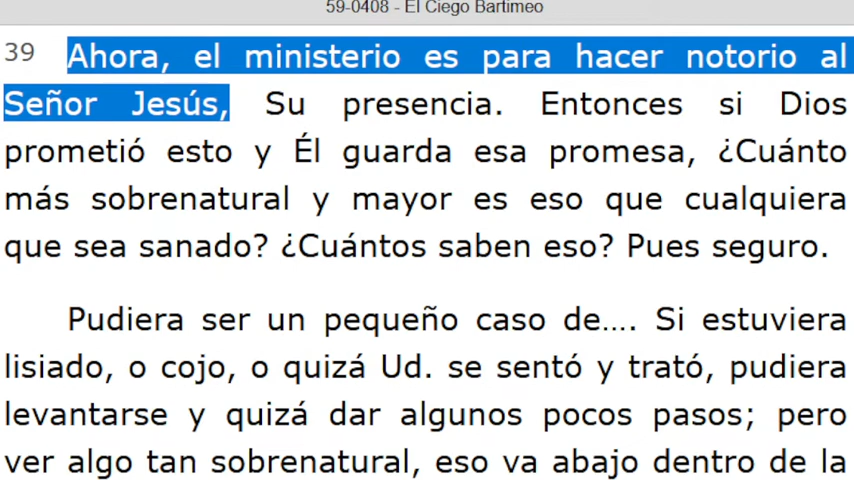 59-0408 - El Ciego Bartimeo
39 Ahora, el ministerio es para hacer notorio al
Señor Jesús, Su presencia. Entonces si Dios
prometió esto y Él guarda esa promesa, ¿Cuánto
más sobrenatural y mayor es eso que cualquiera
que sea sanado? ¿Cuántos saben eso? Pues seguro.
Pudiera ser un pequeño caso de…. Si estuviera
lisiado, o cojo, o quizá Ud. se sentó y trató, pudiera
levantarse y quizá dar algunos pocos pasos; pero
ver algo tan sobrenatural, eso va abajo dentro de la